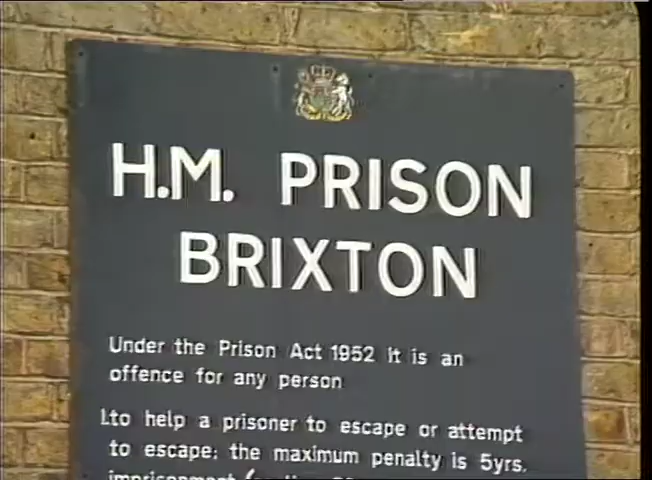 H.M. PRISON
BRIXTON
Under the Prison Act 1952 it is an
offence for any person
1.to help a prisoner to escape or attempt
to escape: the maximum penalty is 5yrs.
imprisonment